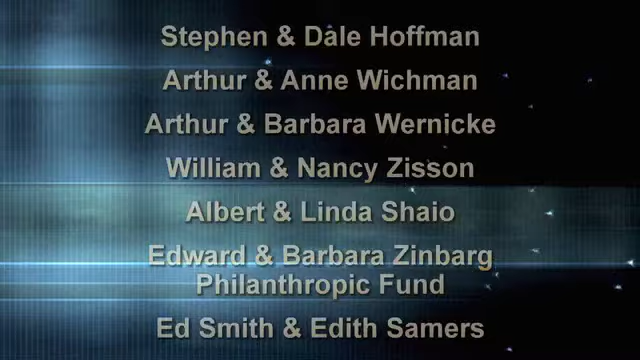 Stephen & Dale Hoffman
Arthur & Anne Wichman
Arthur & Barbara Wernicke
William & Nancy Zisson
Albert & Linda Shaio
Edward & Barbara Zinbarg
Philanthropic Fund
Ed Smith & Edith Samers